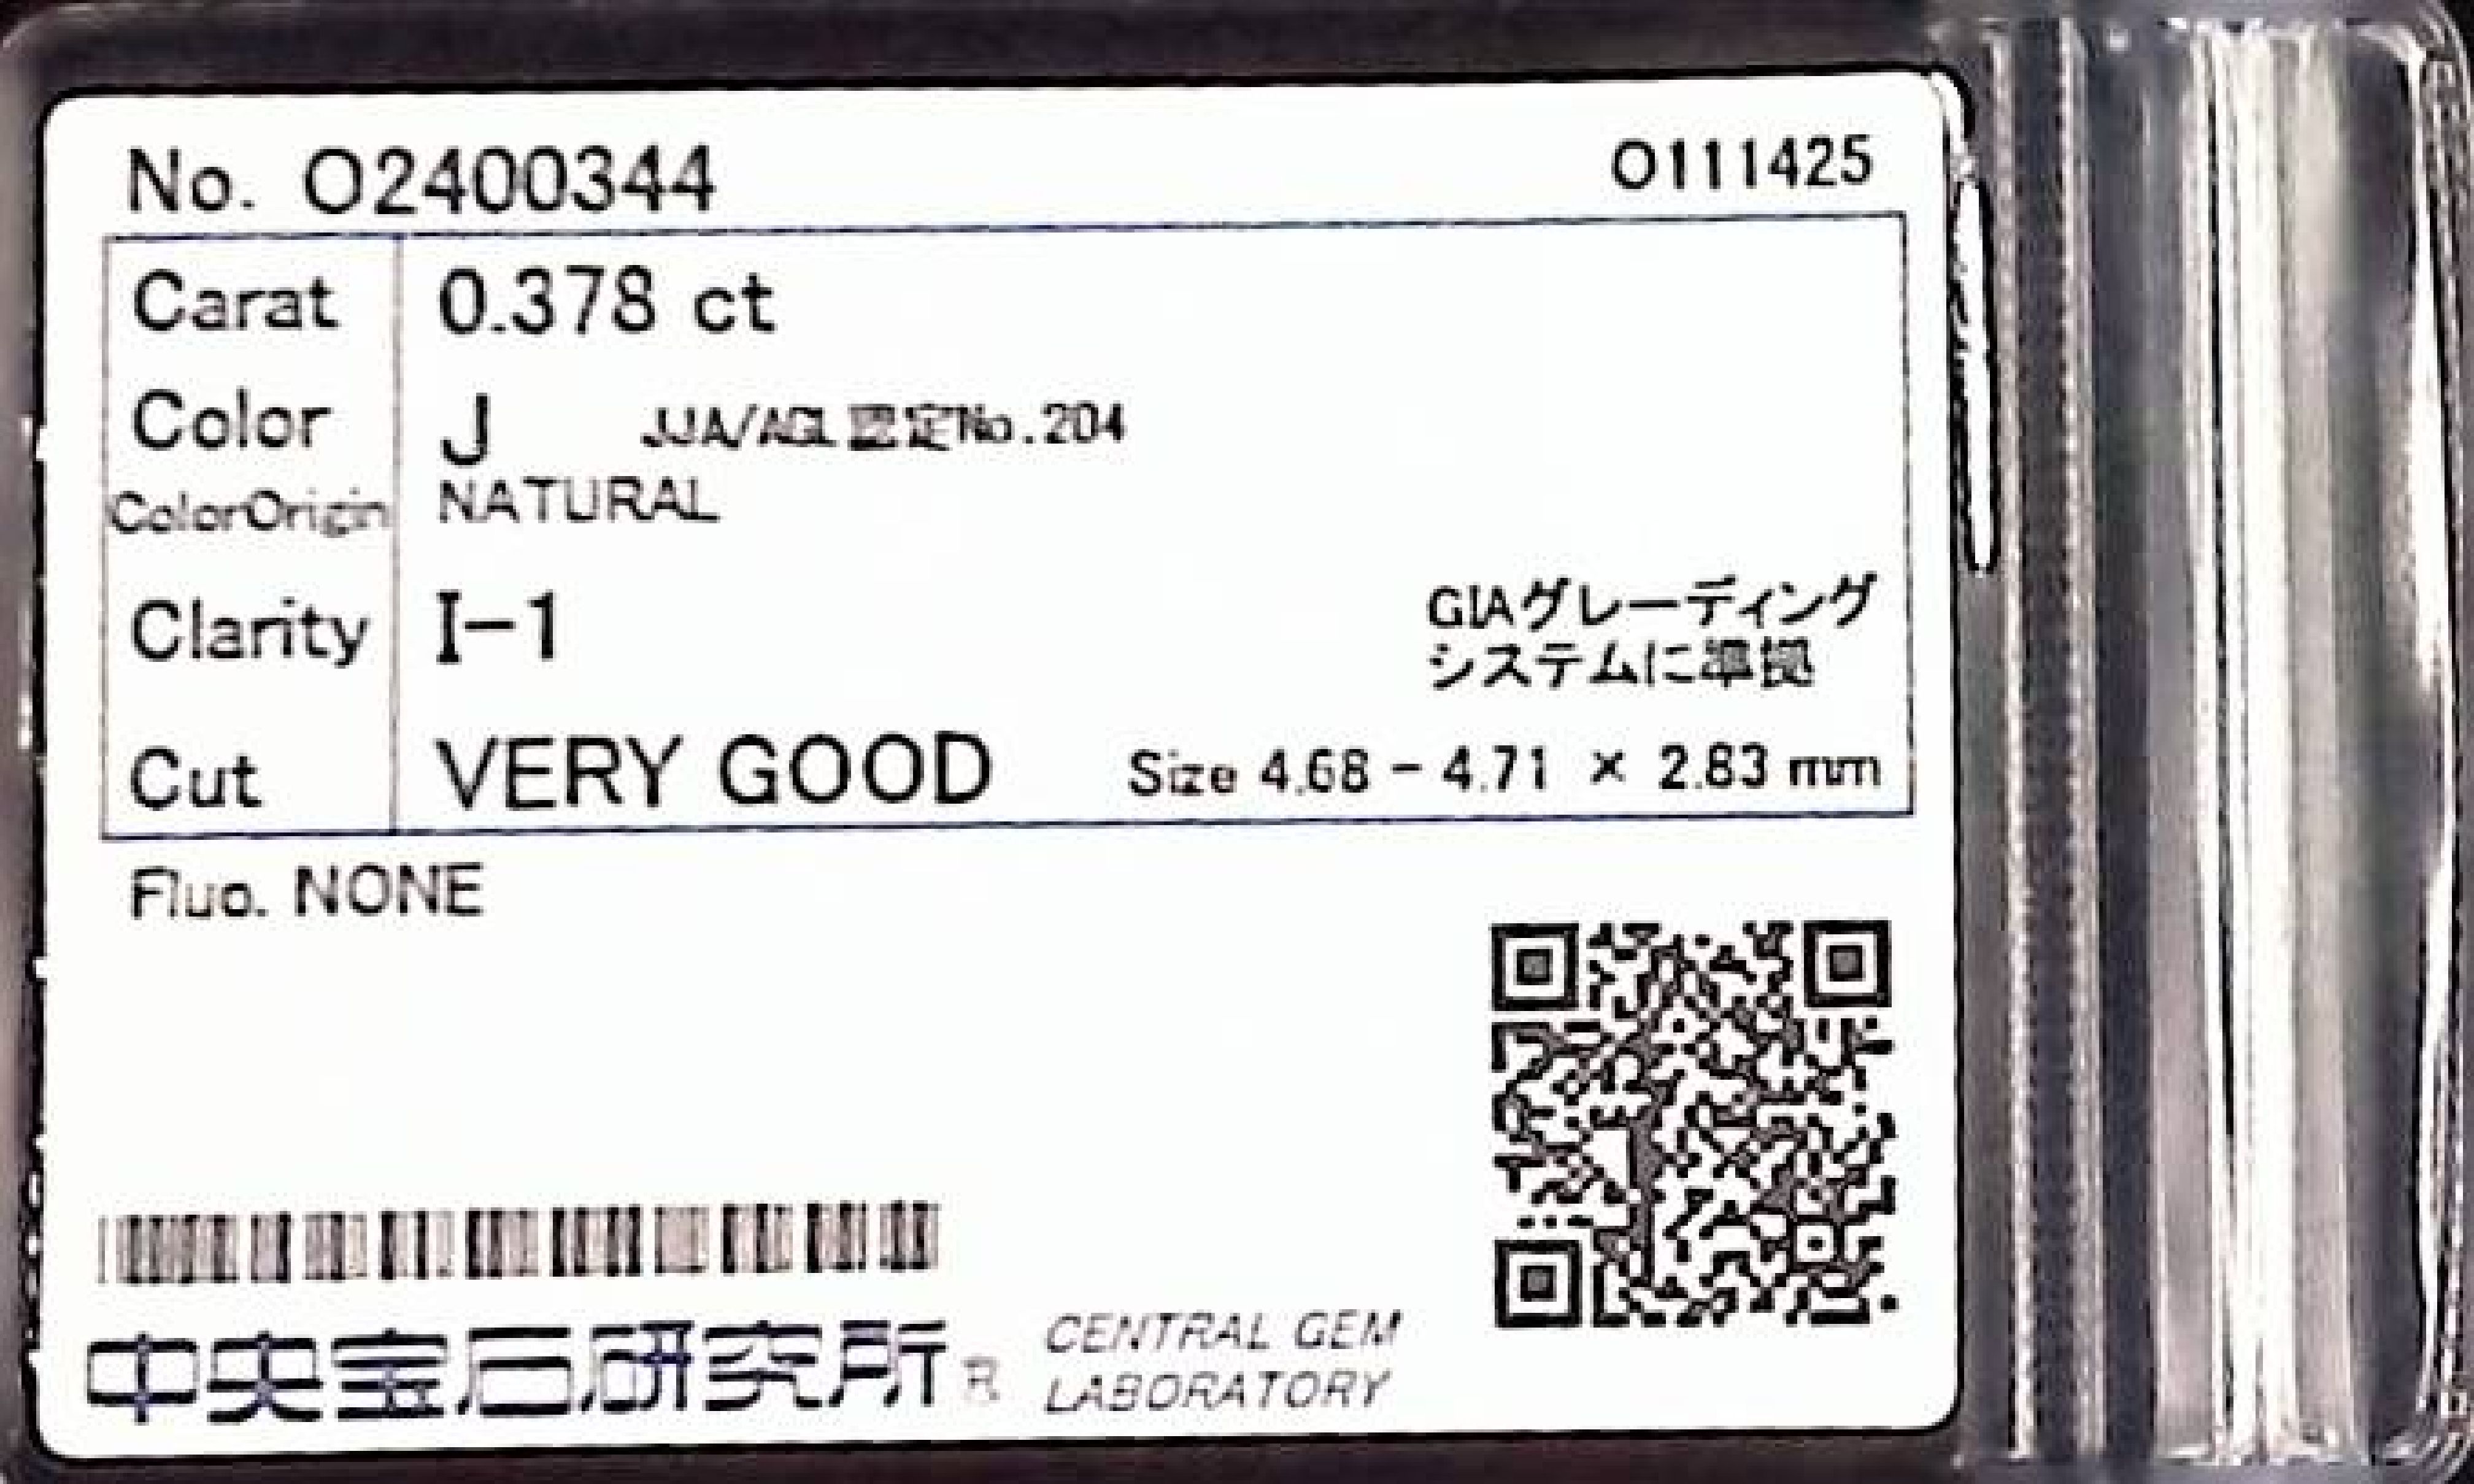 No. O2400344 O111425
Carat 0.378 ct
Color J JJA/AGL認定No.204
ColorOrigin NATURAL
Clarity I-1 GIAグレーディング
システムに準拠
Cut VERY GOOD Size 4.68 - 4.71 × 2.83 mm
Fluo. NONE
中央宝石研究所 R CENTRAL GEM
LABORATORY